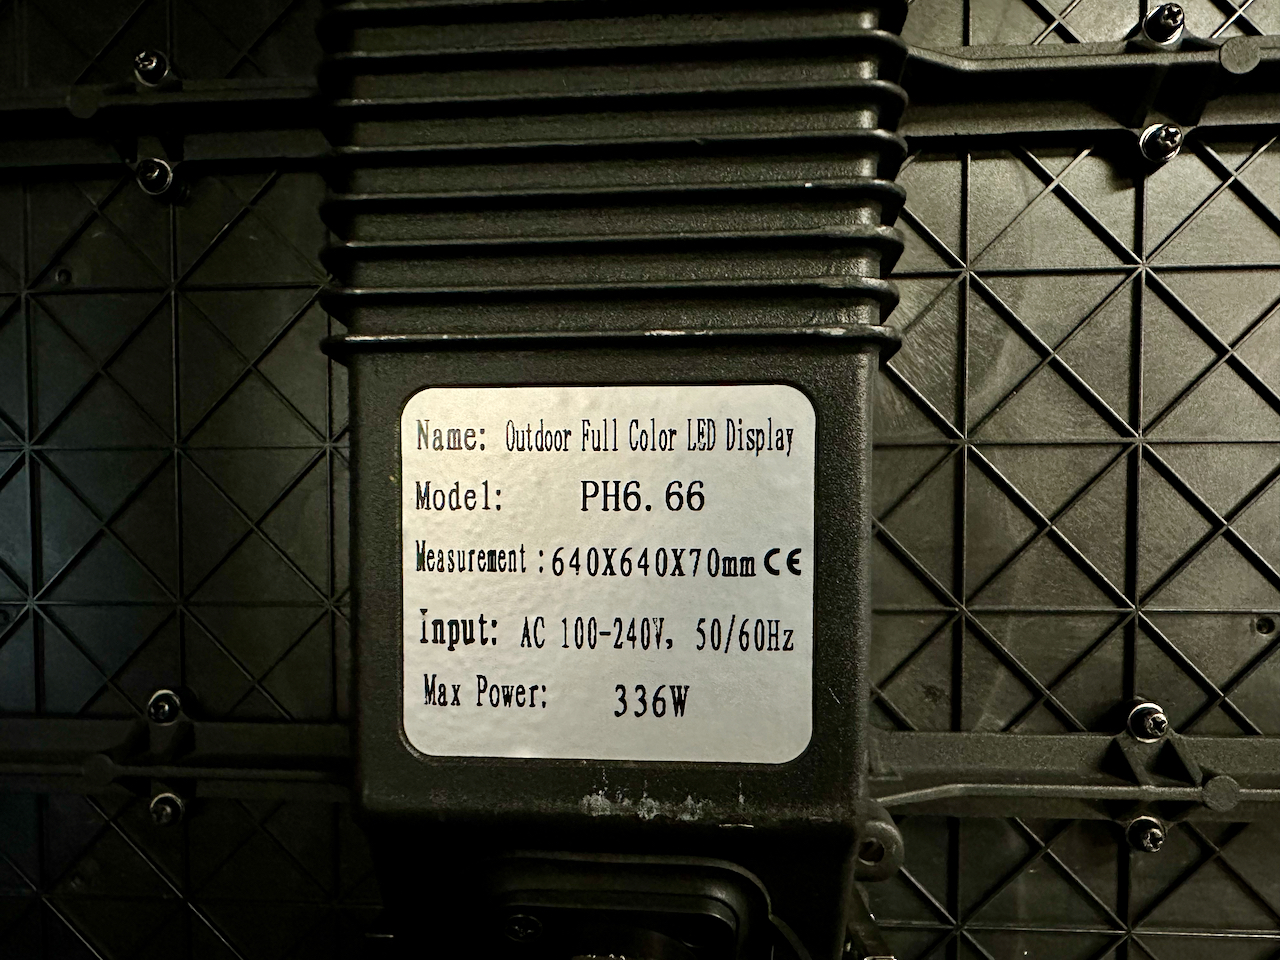 Name: Outdoor Full Color LED Display
Model: PH6.66
Measurement :640X640X70mm CE
Input: AC 100-240V, 50/60Hz
Max Power: 336W